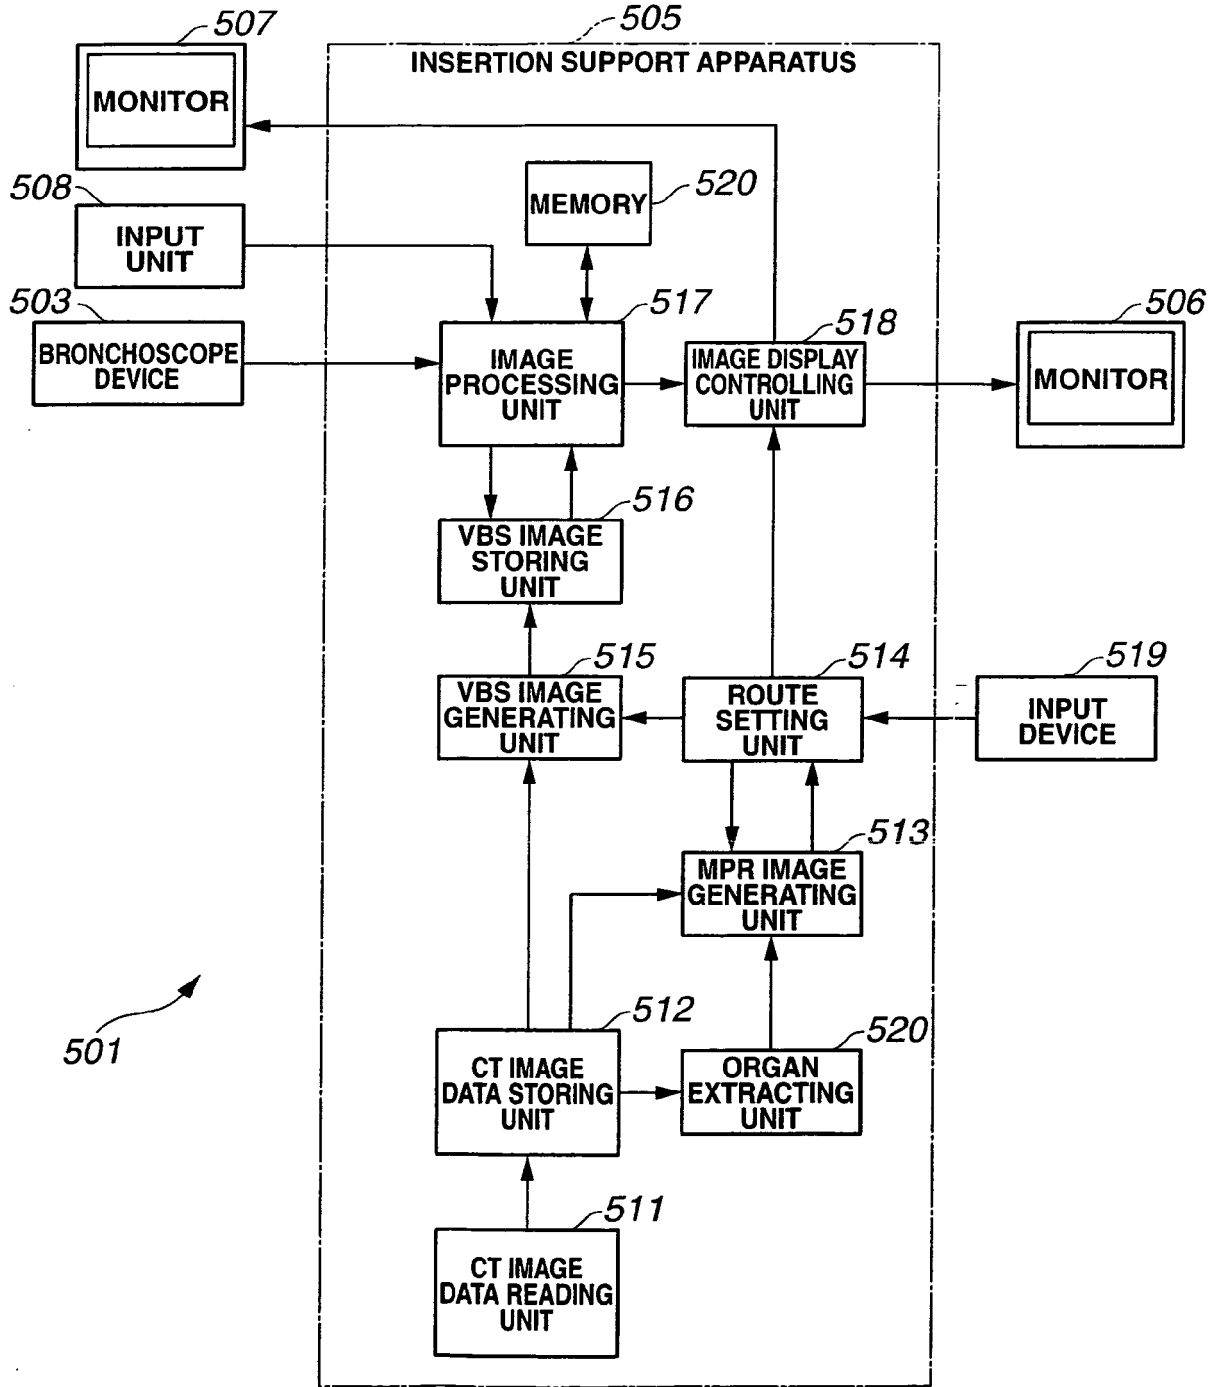 505
507
INSERTION SUPPORT APPARATUS
MONITOR
508
520
MEMORY
INPUT
UNIT
503
517
518
506
BRONCHOSCOPE
DEVICE
IMAGE
PROCESSING
UNIT
IMAGE DISPLAY
CONTROLLING
UNIT
MONITOR
516
VBS IMAGE
STORING
UNIT
515
514
519
VBS IMAGE
GENERATING
UNIT
ROUTE
SETTING
UNIT
INPUT
DEVICE
513
MPR IMAGE
GENERATING
UNIT
501
512
520
CT IMAGE
DATA STORING
UNIT
ORGAN
EXTRACTING
UNIT
511
CT IMAGE
DATA READING
UNIT